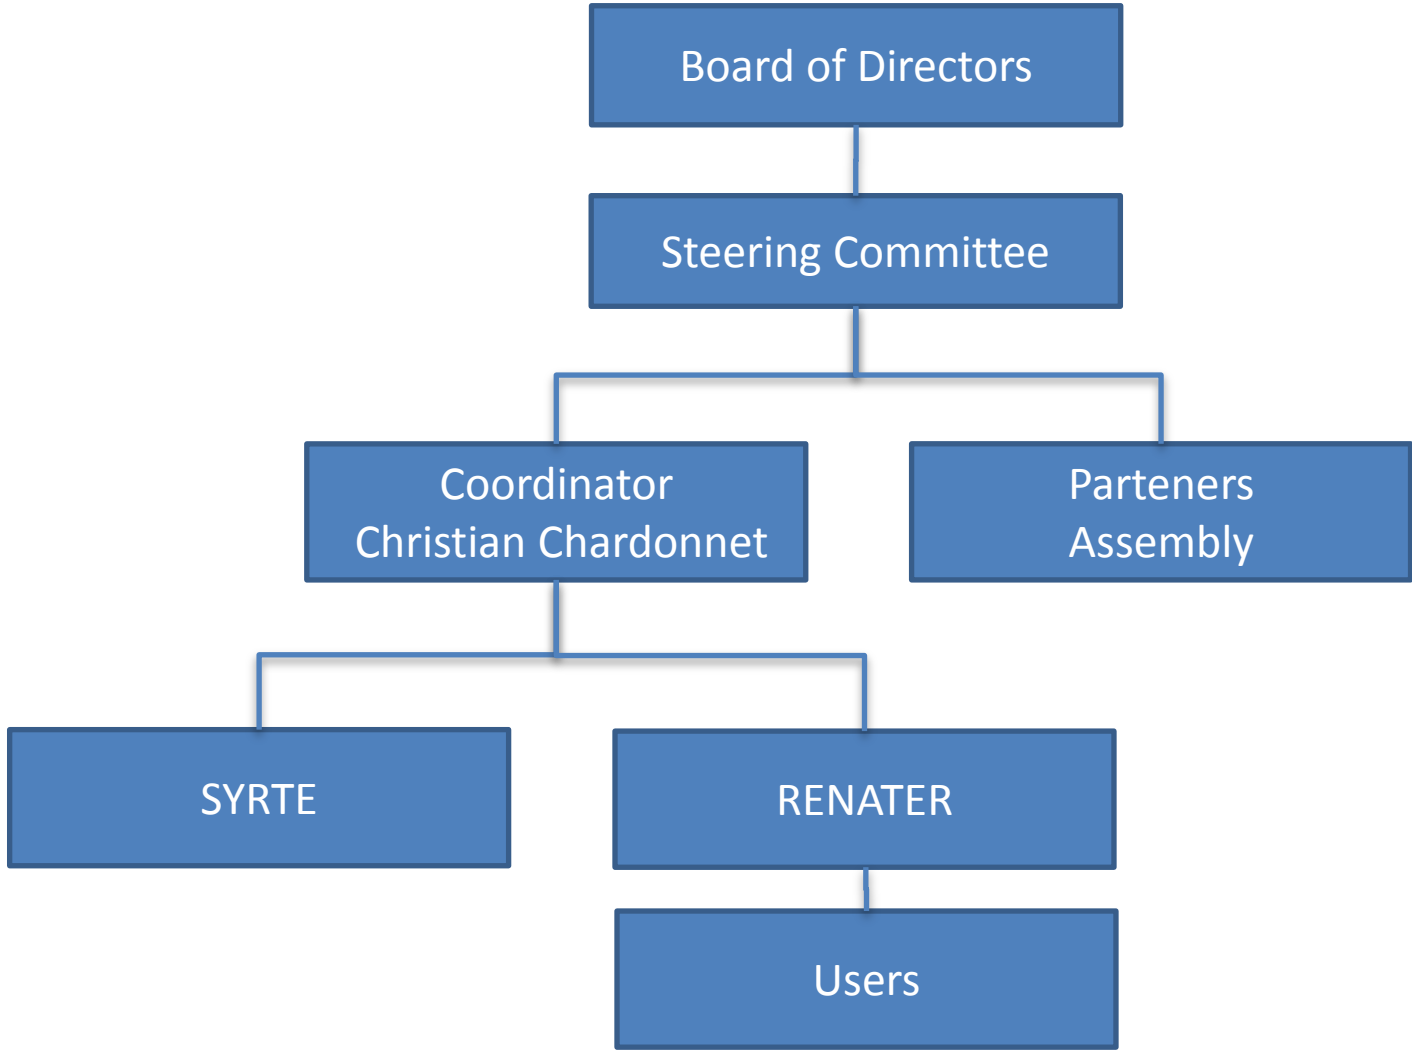 Board of Directors
Steering Committee
Coordinator
Christian Chardonnet
Parteners
Assembly
SYRTE
RENATER
Users